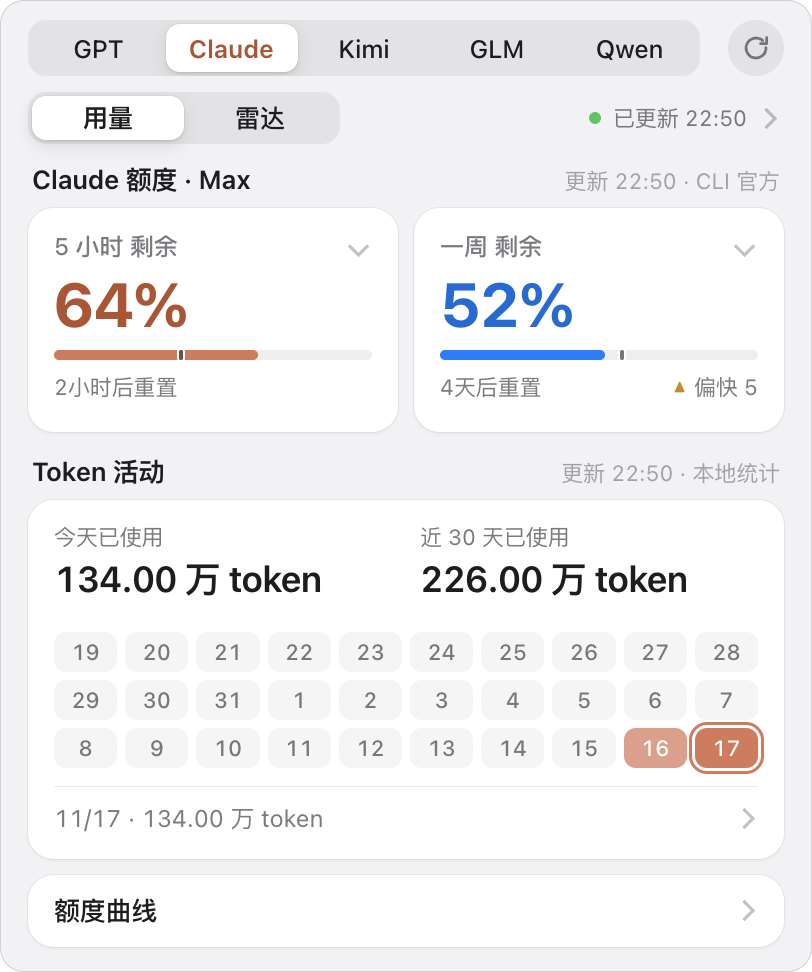 GPT Claude Kimi GLM Qwen
用量 雷达 已更新 22:50
Claude 额度 · Max 更新 22:50 · CLI 官方
5 小时 剩余 一周 剩余
64% 52%
2小时后重置 4天后重置 ▲ 偏快 5
Token 活动 更新 22:50 · 本地统计
今天已使用 近 30 天已使用
134.00 万 token 226.00 万 token
19 20 21 22 23 24 25 26 27 28
29 30 31 1 2 3 4 5 6 7
8 9 10 11 12 13 14 15 16 17
11/17 · 134.00 万 token
额度曲线